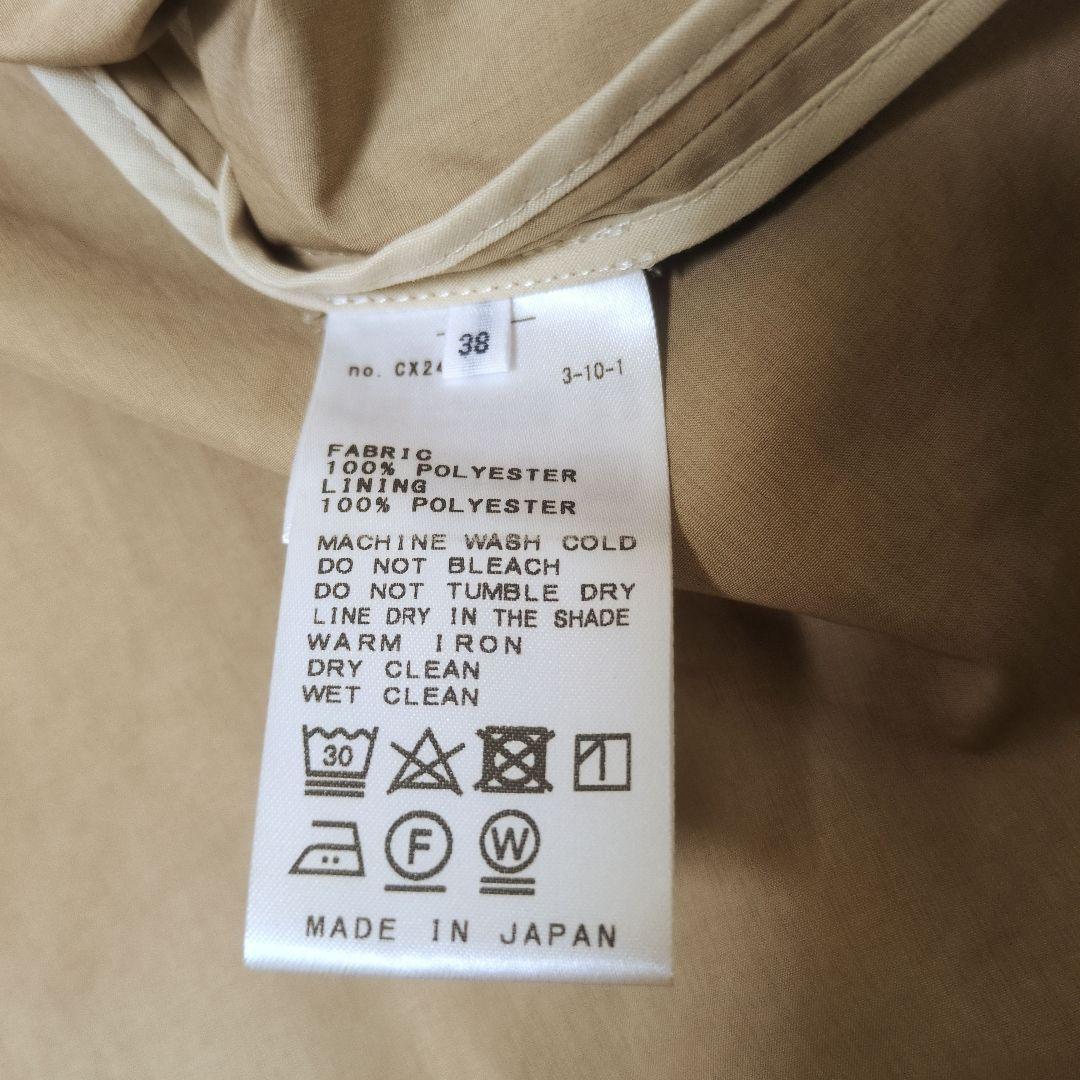 38
no. CX24
3-10-1
FABRIC
100% POLYESTER
LINING
100% POLYESTER
MACHINE WASH COLD
DO NOT BLEACH
DO NOT TUMBLE DRY
LINE DRY IN THE SHADE
WARM IRON
DRY CLEAN
WET CLEAN
30
F
W
MADE IN JAPAN